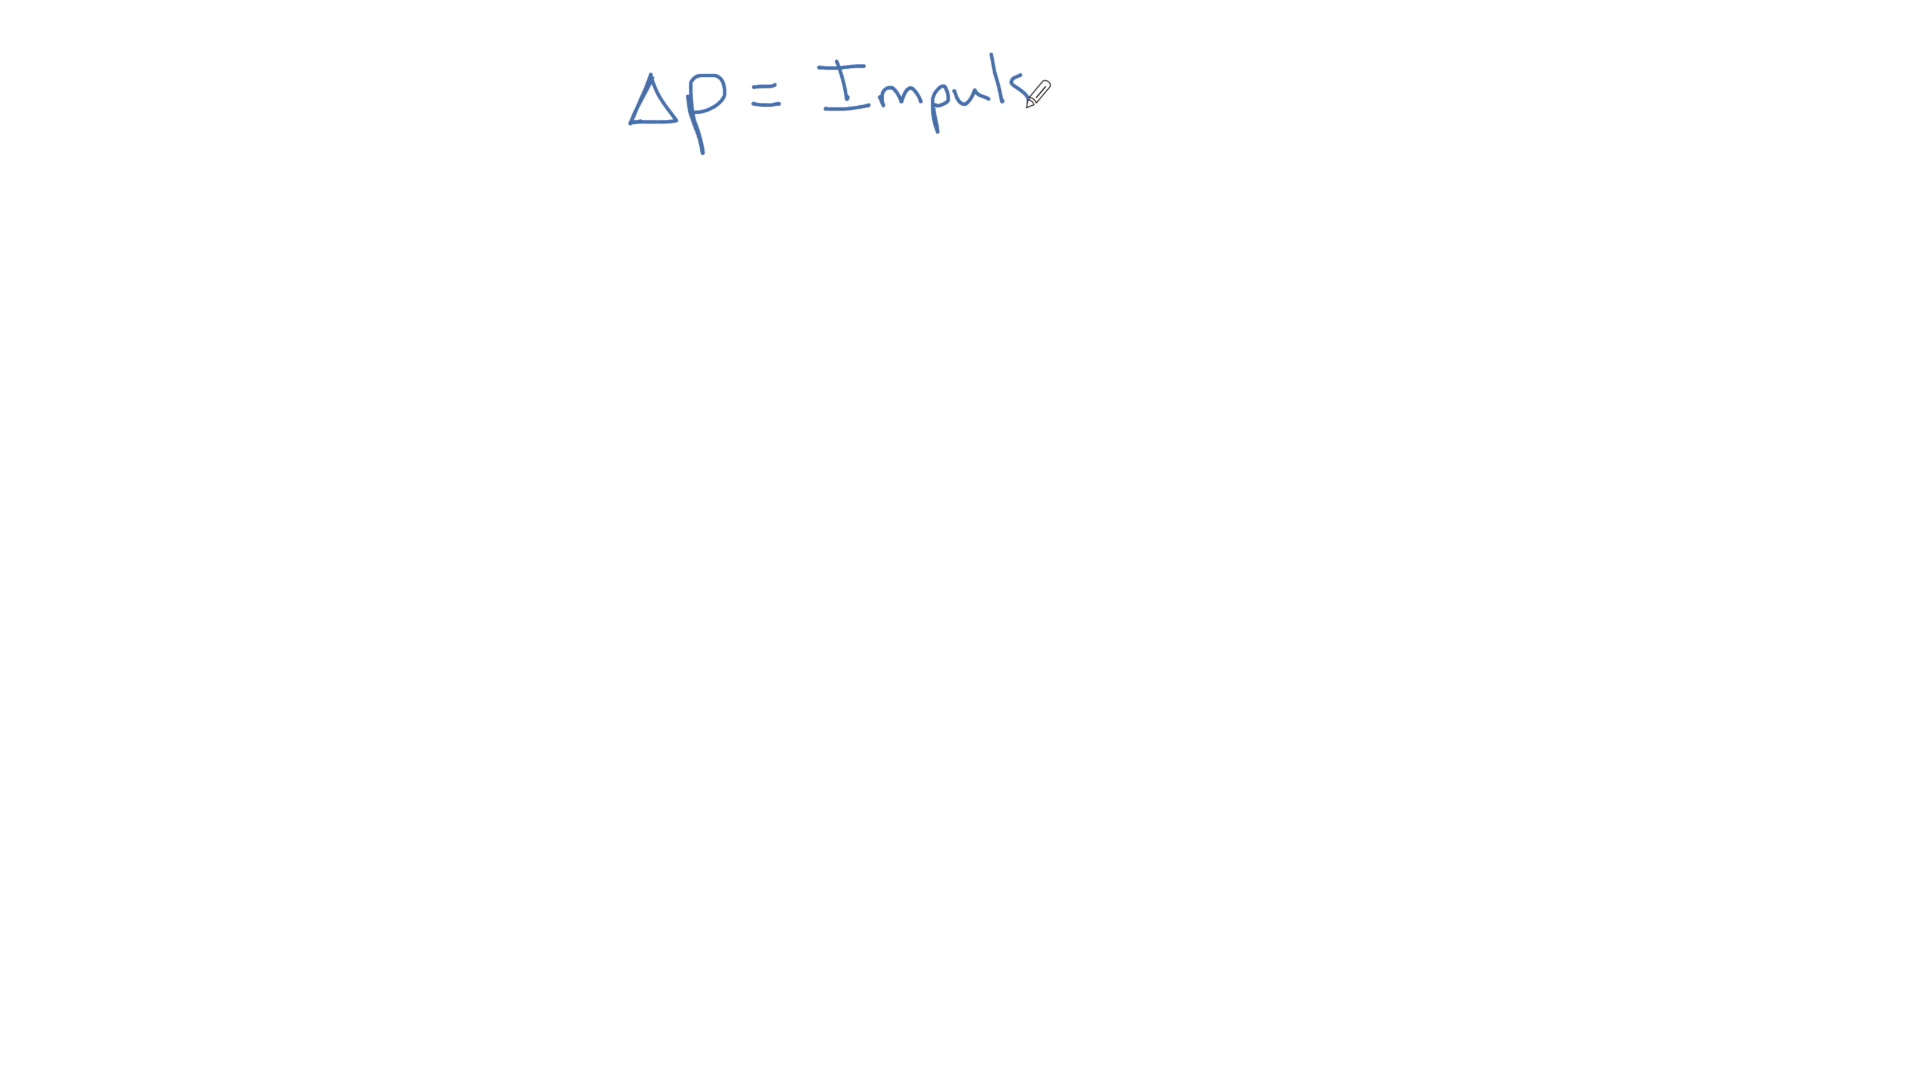 Δp = Impuls